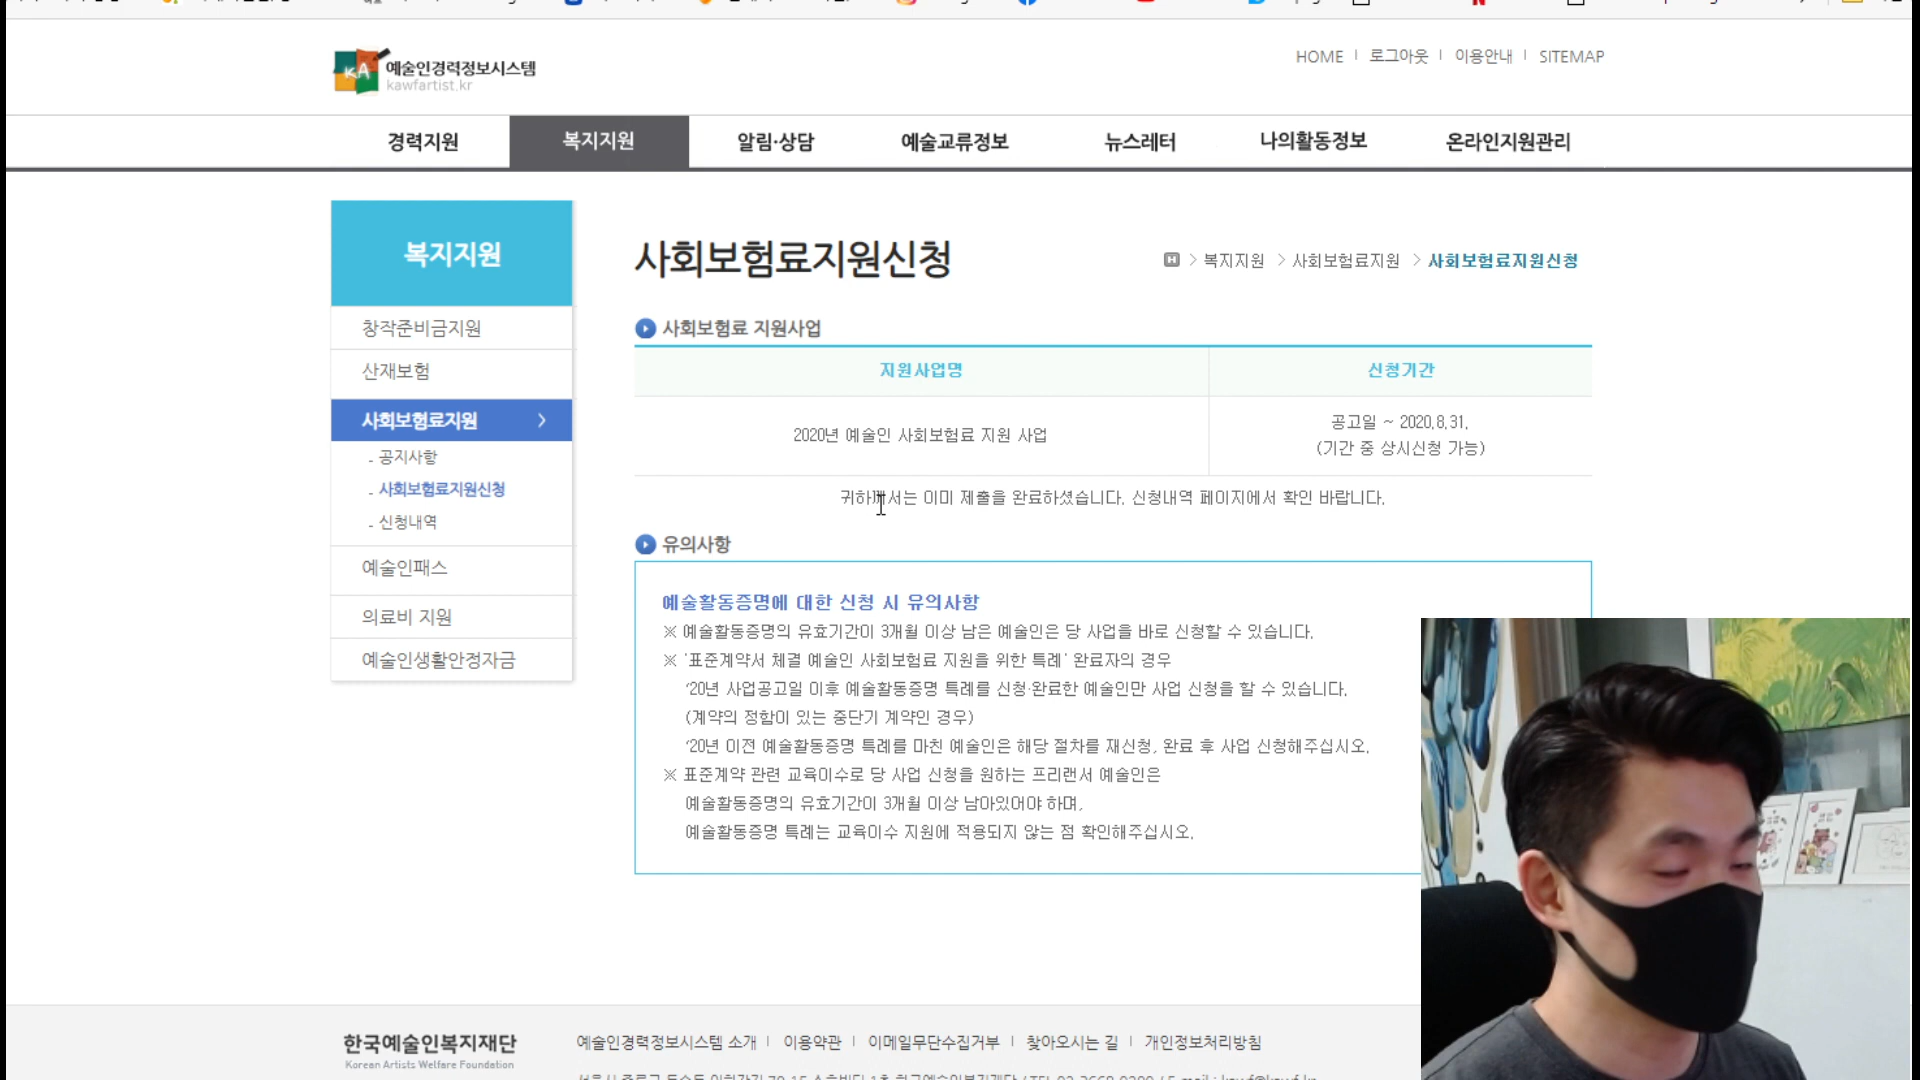 KA 예술인경력정보시스템
kawfartist.kr
HOME 로그아웃 이용안내 SITEMAP
경력지원 복지지원 알림·상담 예술교류정보 뉴스레터 나의활동정보 온라인지원관리
복지지원
창작준비금지원
산재보험
사회보험료지원
- 공지사항
- 사회보험료지원신청
- 신청내역
예술인패스
의료비 지원
예술인생활안정자금
사회보험료지원신청
H > 복지지원 > 사회보험료지원 > 사회보험료지원신청
사회보험료 지원사업
지원사업명 신청기간
2020년 예술인 사회보험료 지원 사업
공고일 ~ 2020.8.31.
(기간 중 상시신청 가능)
귀하께서는 이미 제출을 완료하셨습니다. 신청내역 페이지에서 확인 바랍니다.
유의사항
예술활동증명에 대한 신청 시 유의사항
※ 예술활동증명의 유효기간이 3개월 이상 남은 예술인은 당 사업을 바로 신청할 수 있습니다.
※ '표준계약서 체결 예술인 사회보험료 지원을 위한 특례' 완료자의 경우
'20년 사업공고일 이후 예술활동증명 특례를 신청·완료한 예술인만 사업 신청을 할 수 있습니다.
(계약의 정함이 있는 중단기 계약인 경우)
'20년 이전 예술활동증명 특례를 마친 예술인은 해당 절차를 재신청, 완료 후 사업 신청해주십시오.
※ 표준계약 관련 교육이수로 당 사업 신청을 원하는 프리랜서 예술인은
예술활동증명의 유효기간이 3개월 이상 남아있어야 하며,
예술활동증명 특례는 교육이수 지원에 적용되지 않는 점 확인해주십시오.
한국예술인복지재단
Korean Artists Welfare Foundation
예술인경력정보시스템 소개 이용약관 이메일무단수집거부 찾아오시는 길 개인정보처리방침